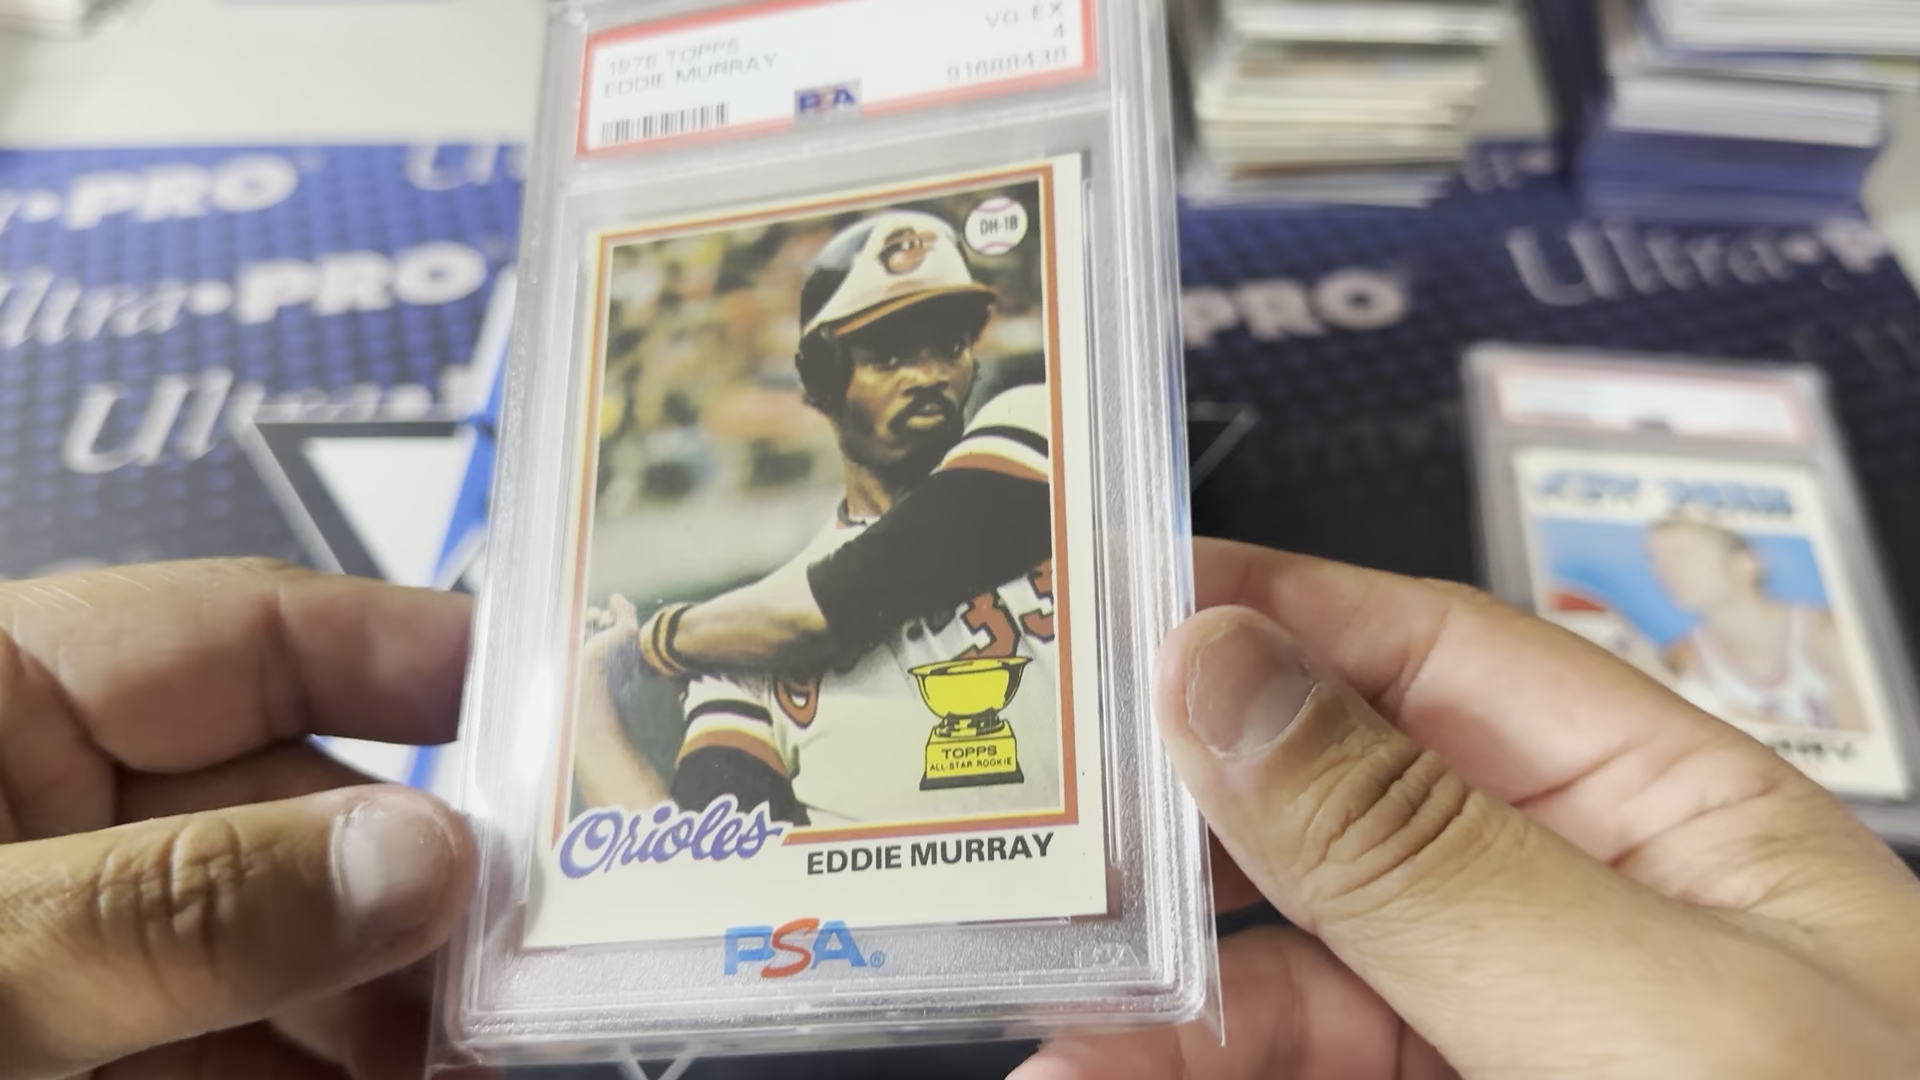 1978 TOPPS
EDDIE MURRAY
VG-EX
4
91688438
PSA
DH-1B
33
TOPPS
ALL-STAR ROOKIE
Orioles
EDDIE MURRAY
PSA®
PRO
Ultra PRO
Ultra
PRO
Ultra